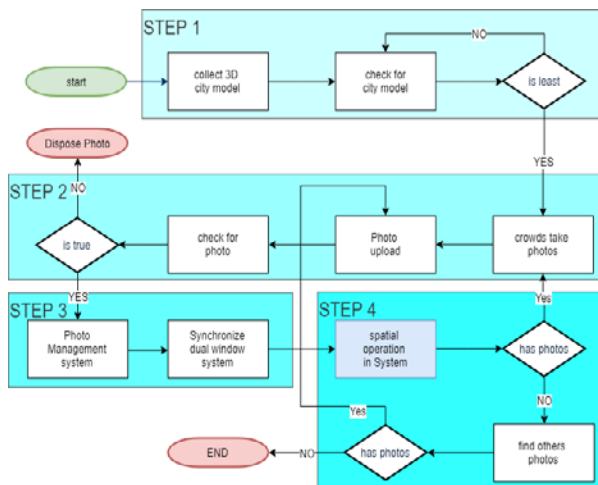 STEP 1
NO
start
collect 3D
city model
check for
city model
is least
Dispose Photo
YES
STEP 2
NO
is true
check for
photo
Photo
upload
crowds take
photos
YES
STEP 3
Photo
Management
system
Synchronize
dual window
system
STEP 4
Yes
spatial
operation
in System
has photos
Yes
NO
END
NO
has photos
find others
photos